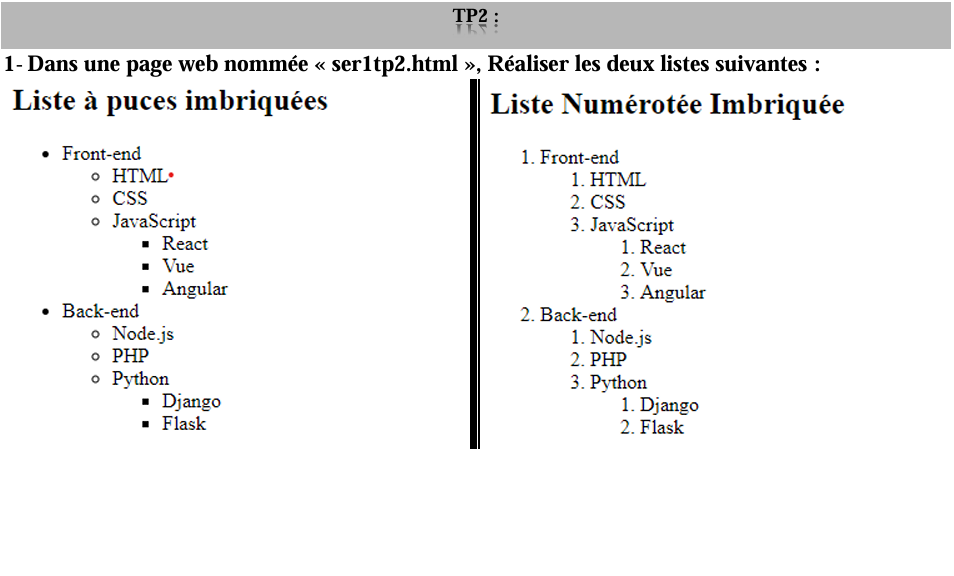 TP2 :
1- Dans une page web nommée « ser1tp2.html », Réaliser les deux listes suivantes :
Liste à puces imbriquées
• Front-end
◦ HTML
◦ CSS
◦ JavaScript
▪ React
▪ Vue
▪ Angular
• Back-end
◦ Node.js
◦ PHP
◦ Python
▪ Django
▪ Flask
Liste Numérotée Imbriquée
1. Front-end
1. HTML
2. CSS
3. JavaScript
1. React
2. Vue
3. Angular
2. Back-end
1. Node.js
2. PHP
3. Python
1. Django
2. Flask